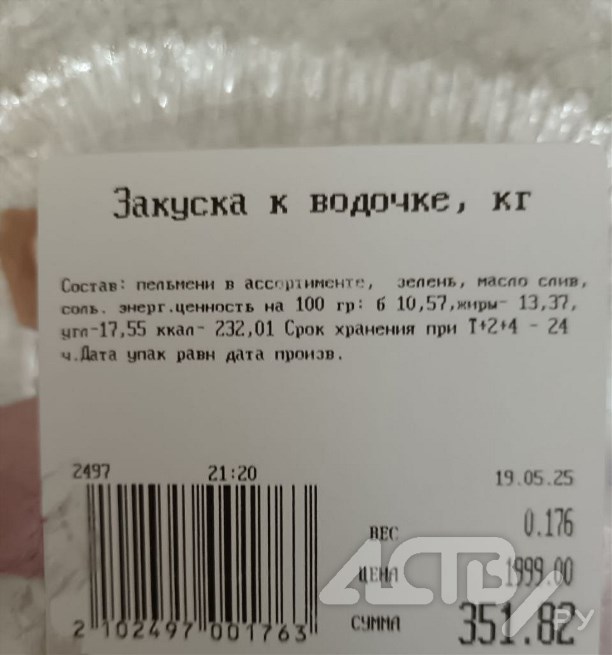 Закуска к водочке, кг
Состав: пельмени в ассортименте, зелень, масло слив,
соль. энерг.ценность на 100 гр: б 10,57,жиры- 13,37,
угл-17,55 ккал- 232,01 Срок хранения при Т+2+4 - 24
ч.Дата упак равн дата произв.
2497 21:20 19.05.25
ВЕС 0.176
ЦЕНА 1999.00
СУММА 351.82
2 102497 001763
АСТВ.РУ